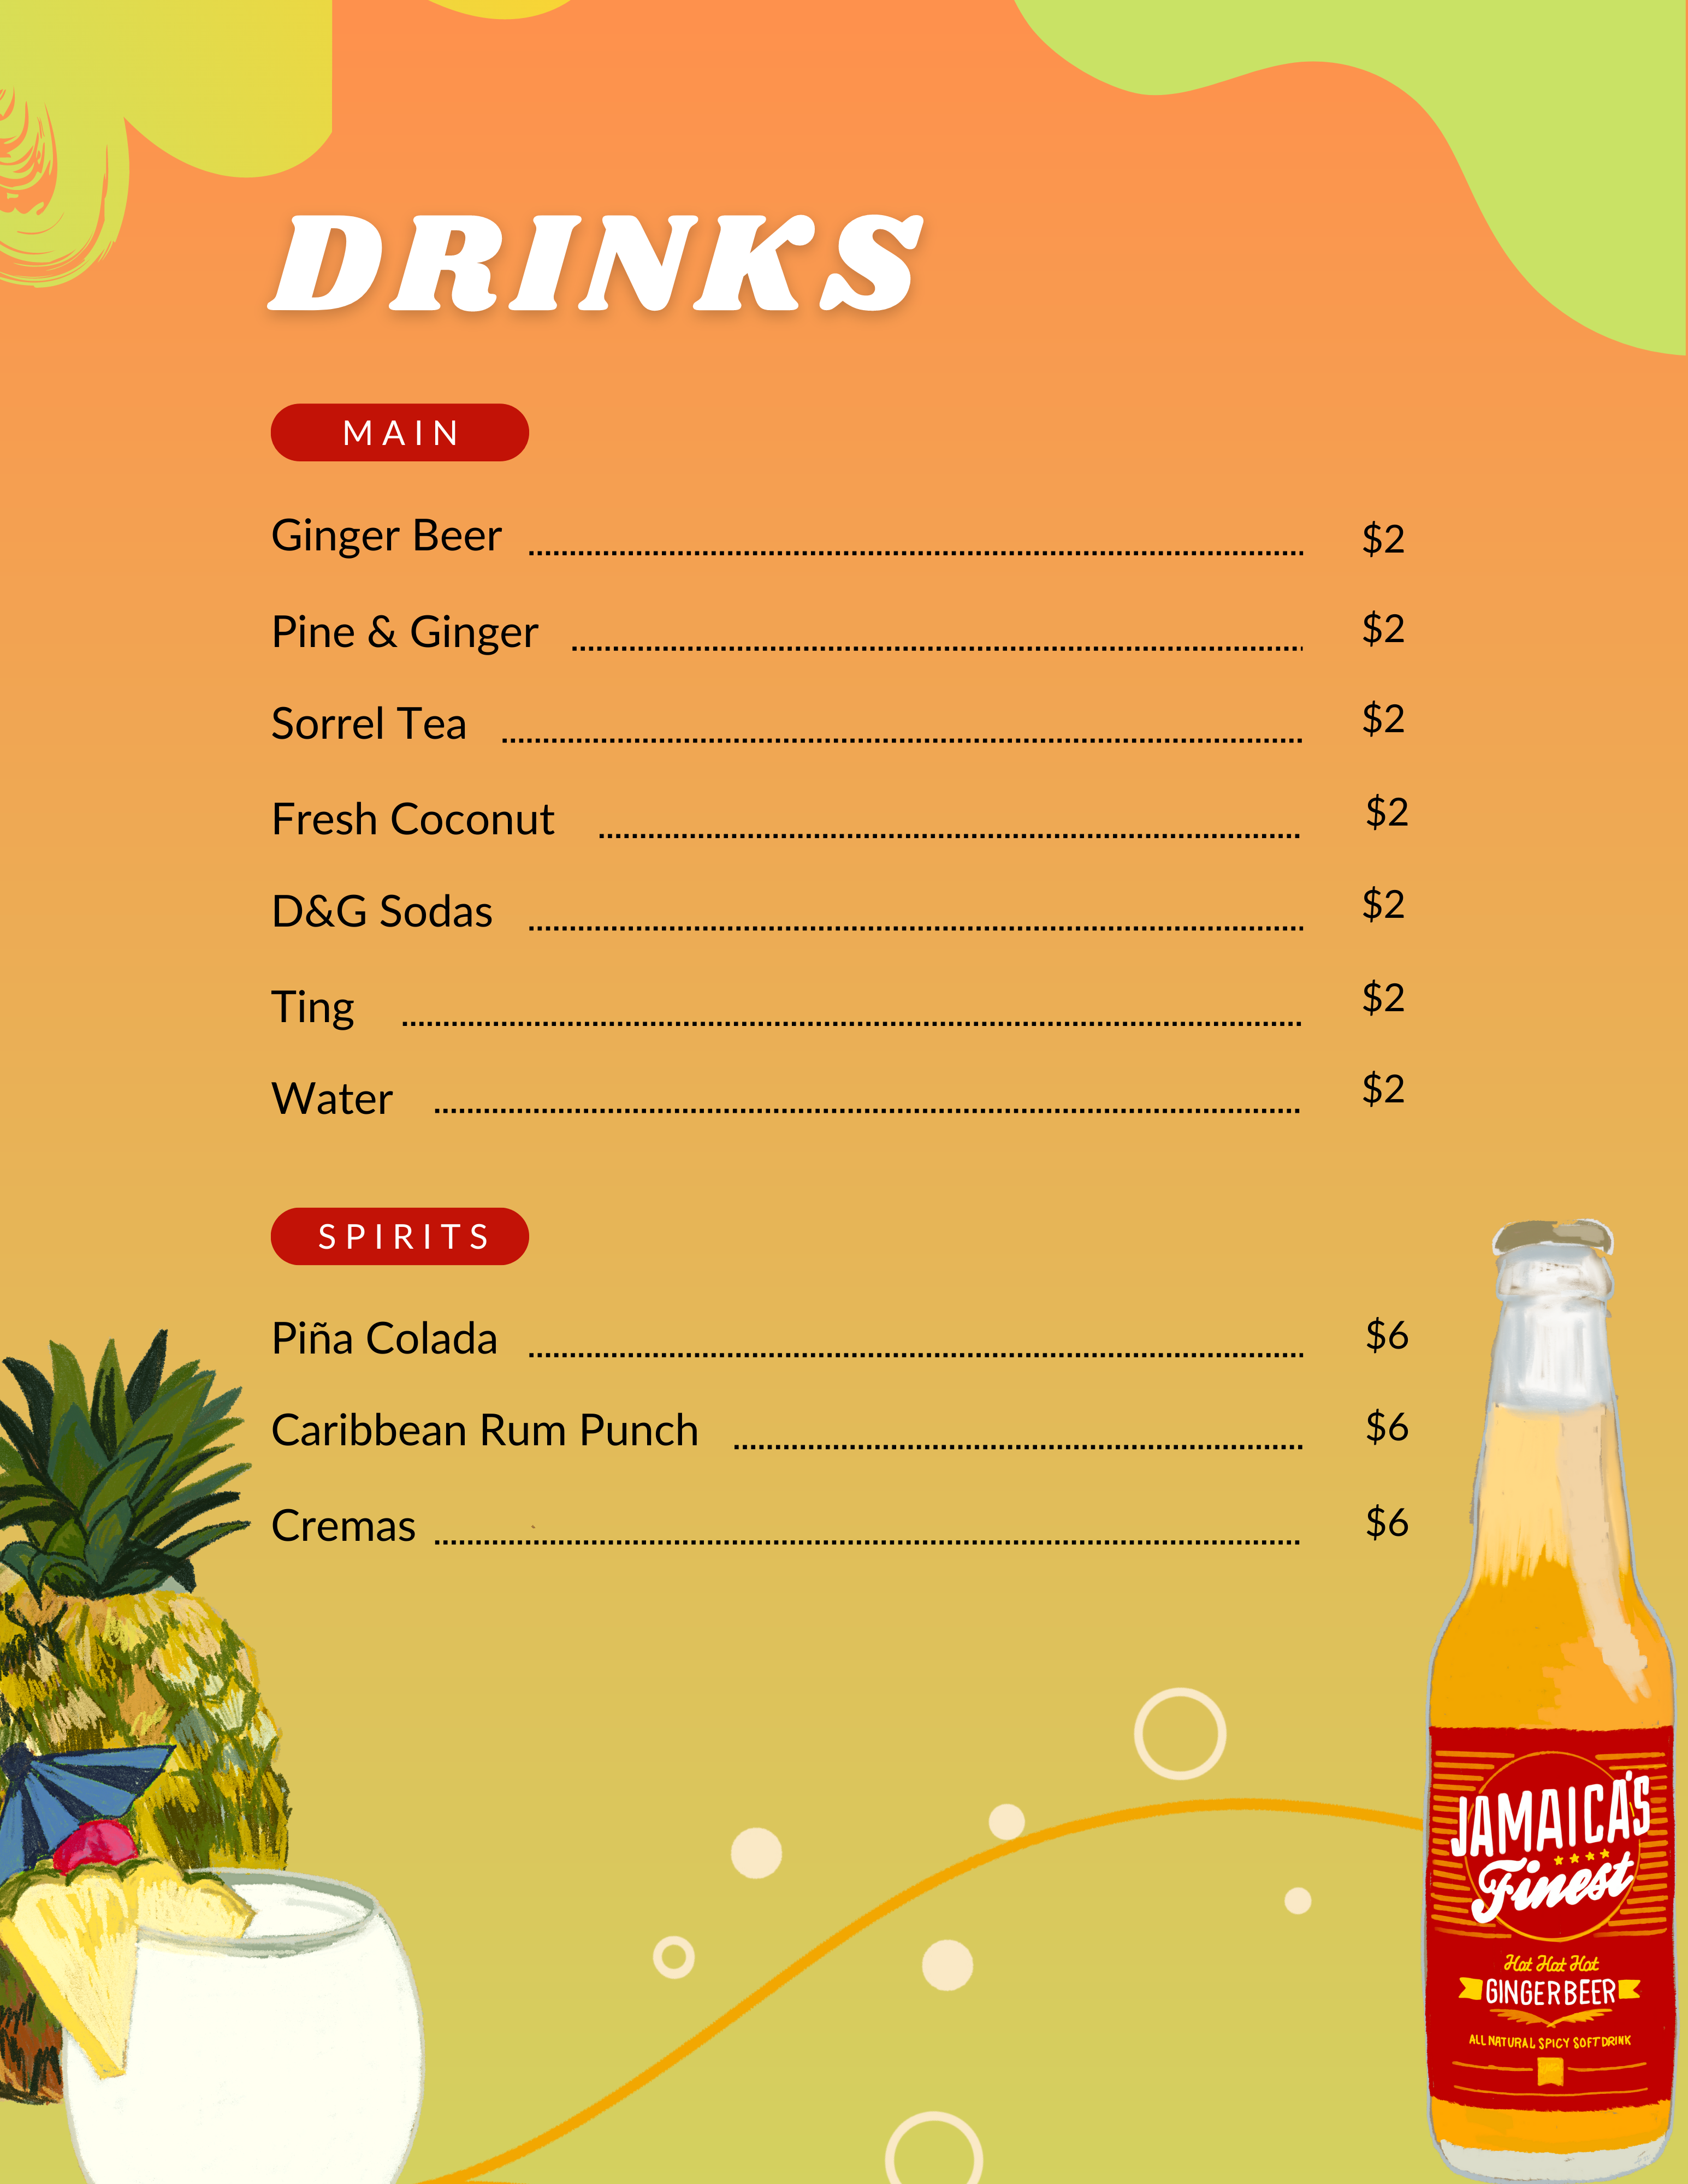 DRINKS
MAIN
Ginger Beer ........ $2
Pine & Ginger ........ $2
Sorrel Tea ........ $2
Fresh Coconut ........ $2
D&G Sodas ........ $2
Ting ........ $2
Water ........ $2
SPIRITS
Piña Colada ........ $6
Caribbean Rum Punch ........ $6
Cremas ........ $6
JAMAICA'S
Finest
Hot Hot Hot
GINGER BEER
ALL NATURAL SPICY SOFT DRINK